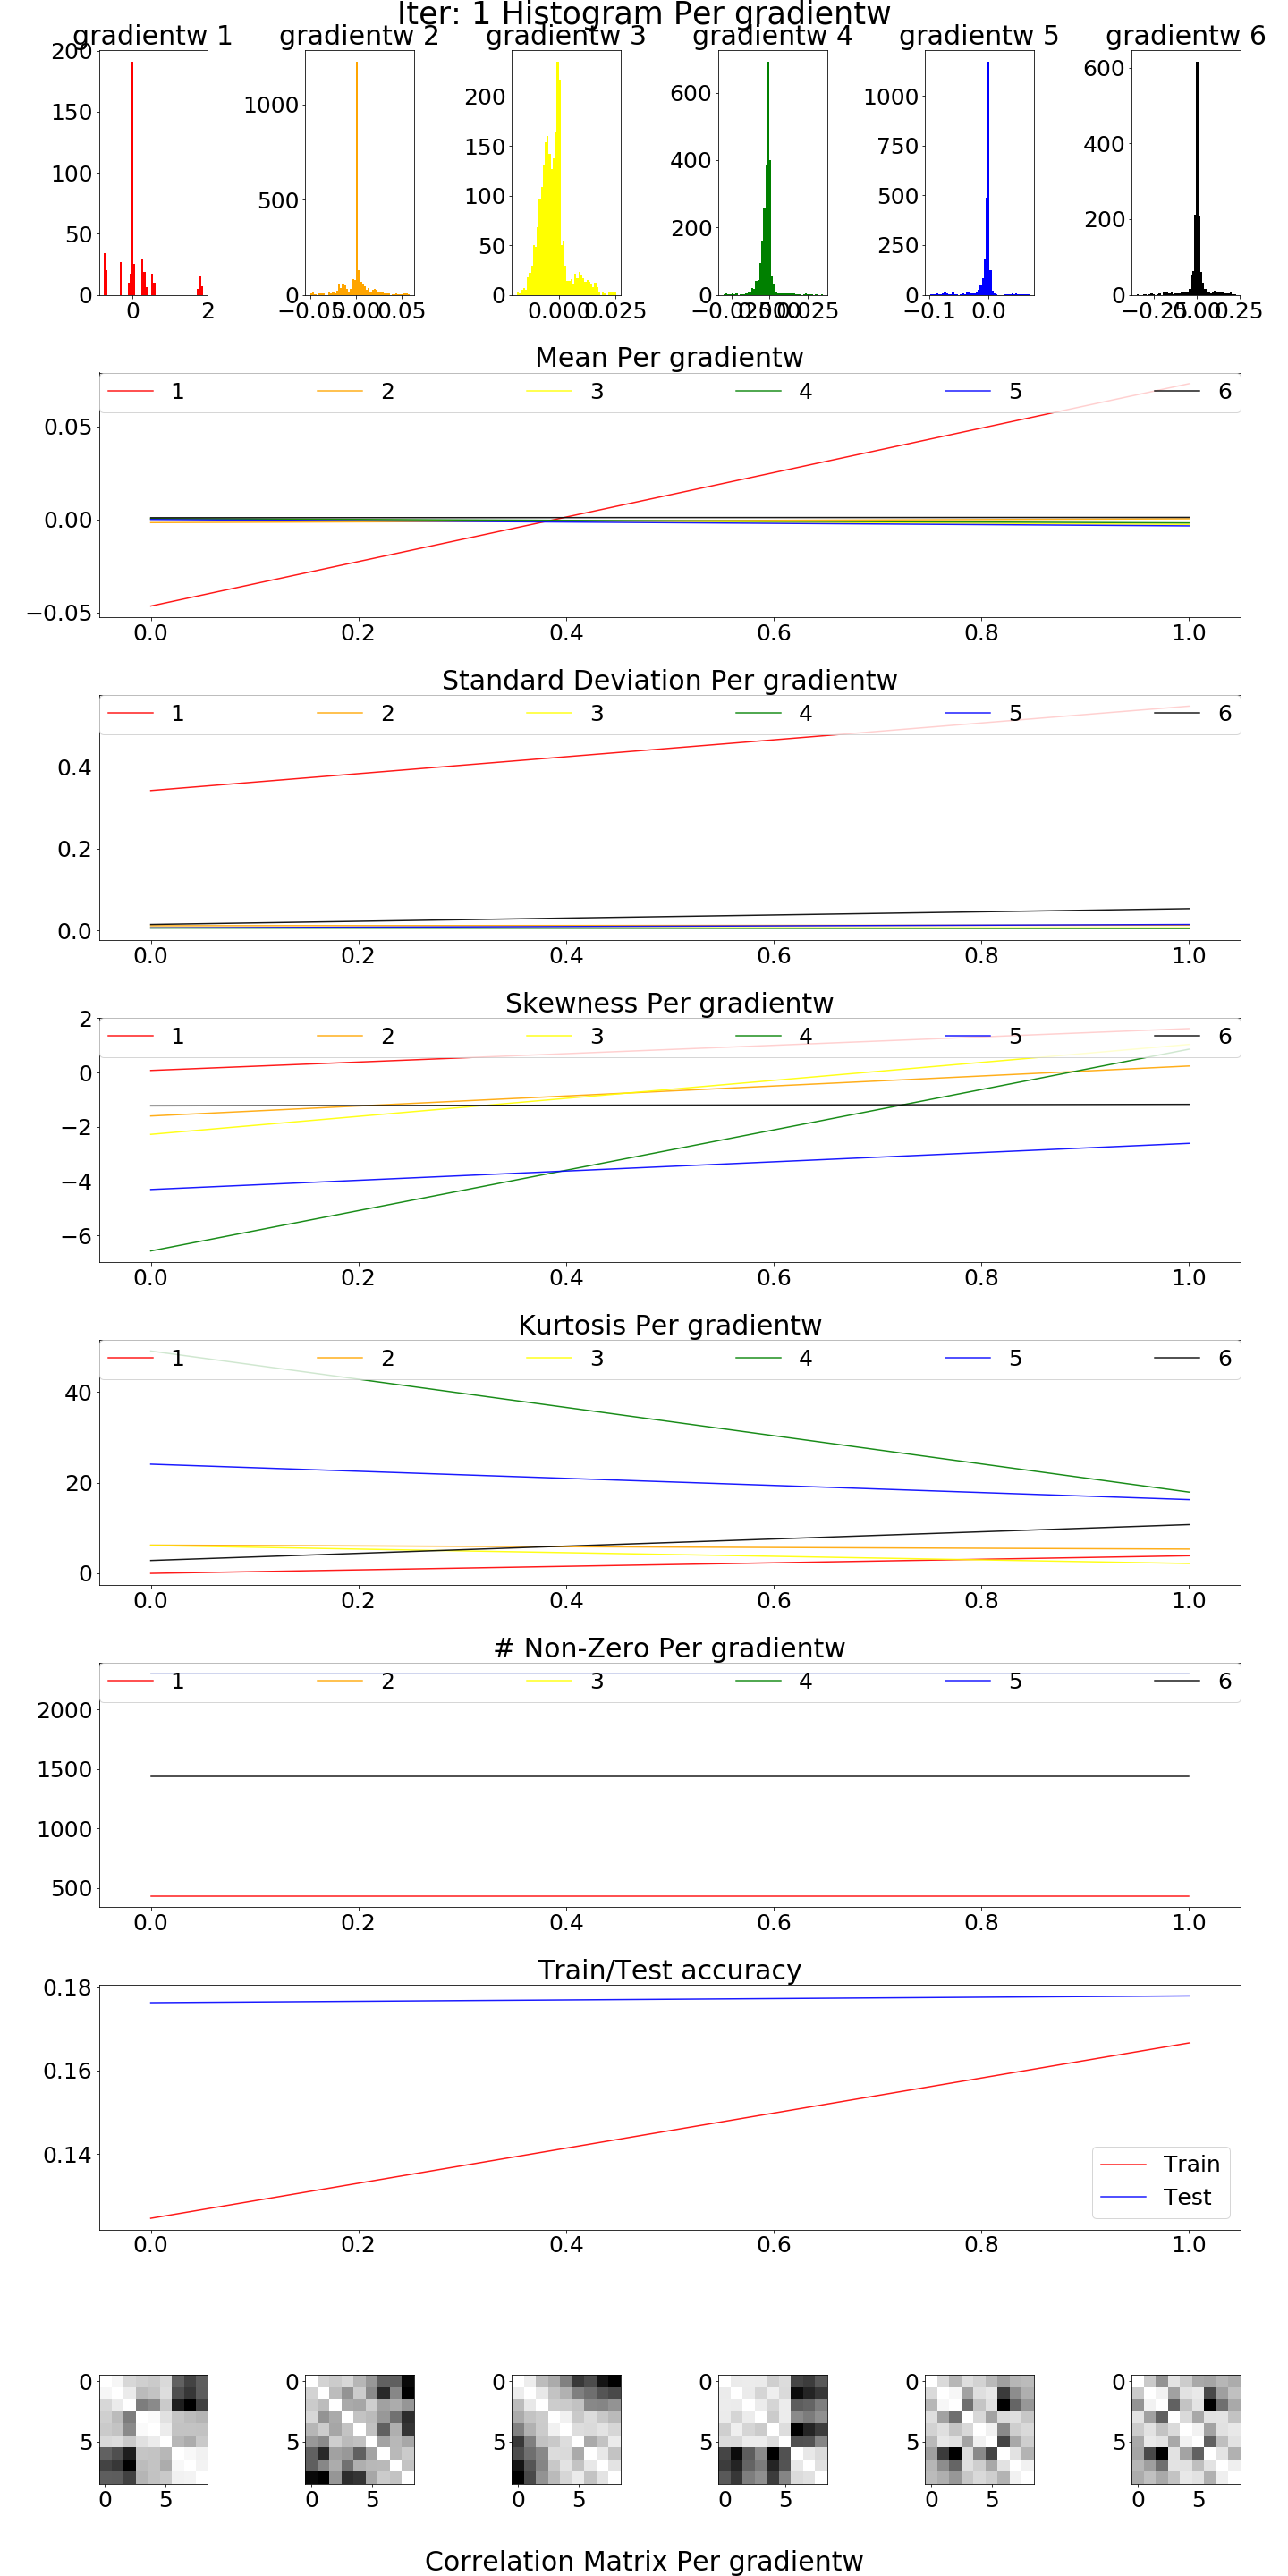 Iter: 1 Histogram Per gradientw
gradientw 1 gradientw 2 gradientw 3 gradientw 4 gradientw 5 gradientw 6
200
150
100
50
0
0 2
1000
500
0
−0.05 0.00 0.05
200
150
100
50
0
0.000 0.025
600
400
200
0
−0.025 0.000 0.025
1000
750
500
250
0
−0.1 0.0
600
400
200
0
−0.25 0.00 0.25
Mean Per gradientw
1 2 3 4 5 6
0.05
0.00
−0.05
0.0 0.2 0.4 0.6 0.8 1.0
Standard Deviation Per gradientw
1 2 3 4 5 6
0.4
0.2
0.0
0.0 0.2 0.4 0.6 0.8 1.0
Skewness Per gradientw
1 2 3 4 5 6
2
0
−2
−4
−6
0.0 0.2 0.4 0.6 0.8 1.0
Kurtosis Per gradientw
1 2 3 4 5 6
40
20
0
0.0 0.2 0.4 0.6 0.8 1.0
# Non-Zero Per gradientw
1 2 3 4 5 6
2000
1500
1000
500
0.0 0.2 0.4 0.6 0.8 1.0
Train/Test accuracy
0.18
0.16
0.14
Train
Test
0.0 0.2 0.4 0.6 0.8 1.0
0 0 0 0 0 0
5 5 5 5 5 5
0 5 0 5 0 5 0 5 0 5 0 5
Correlation Matrix Per gradientw